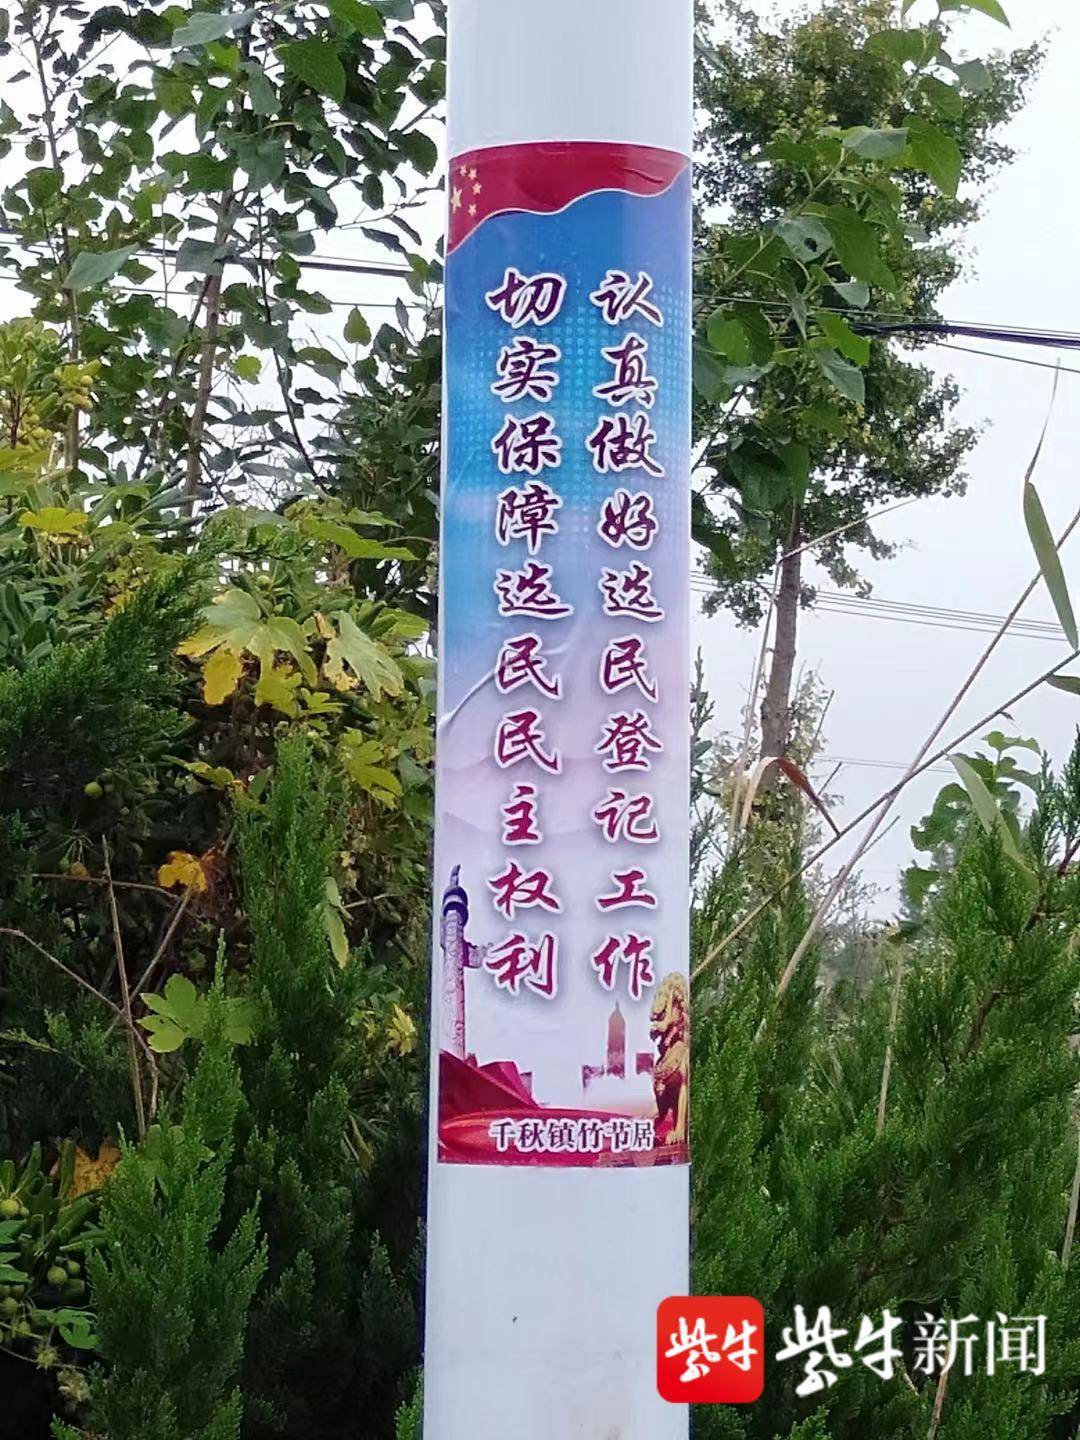 认真做好选民登记工作
切实保障选民民主权利
千秋镇竹节居
紫牛
紫牛新闻